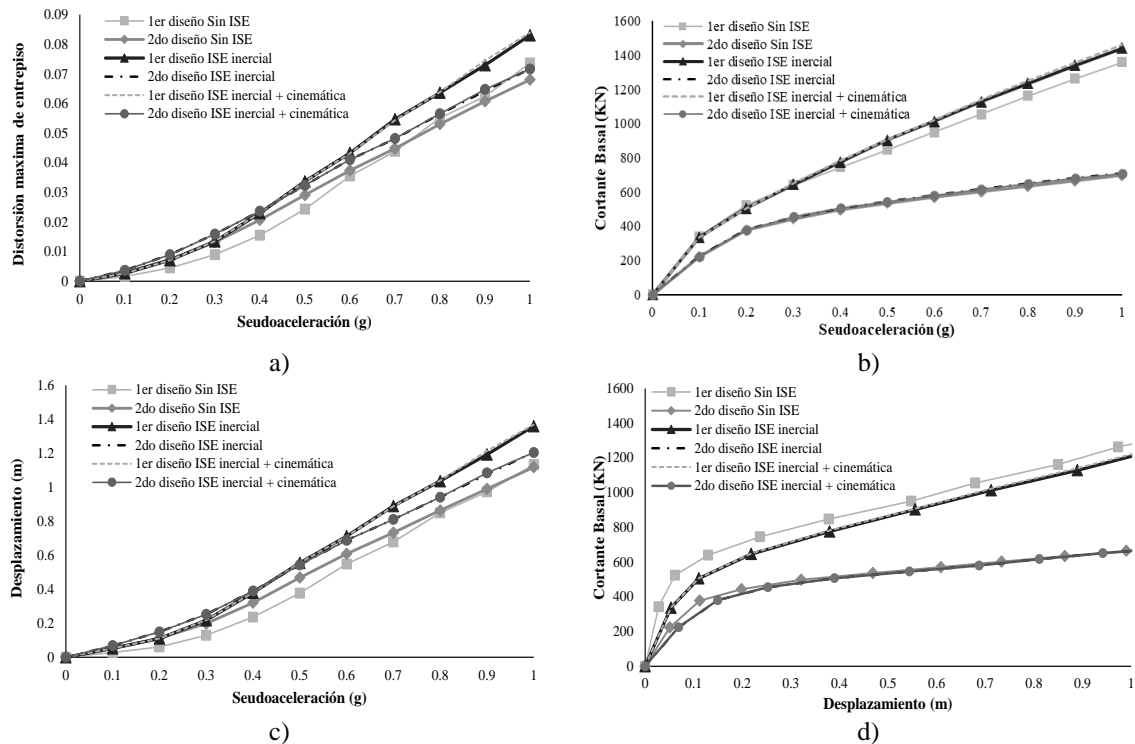 Distorsiòn maxima de entrepiso
0.09
0.08
0.07
0.06
0.05
0.04
0.03
0.02
0.01
0
1er diseño Sin ISE
2do diseño Sin ISE
1er diseño ISE inercial
2do diseño ISE inercial
1er diseño ISE inercial + cinemática
2do diseño ISE inercial + cinemática
0 0.1 0.2 0.3 0.4 0.5 0.6 0.7 0.8 0.9 1
Seudoaceleración (g)
a)
Cortante Basal (KN)
1600
1400
1200
1000
800
600
400
200
0
1er diseño Sin ISE
2do diseño Sin ISE
1er diseño ISE inercial
2do diseño ISE inercial
1er diseño ISE inercial + cinemática
2do diseño ISE inercial + cinemática
0 0.1 0.2 0.3 0.4 0.5 0.6 0.7 0.8 0.9 1
Seudoaceleración (g)
b)
Desplazamiento (m)
1.6
1.4
1.2
1
0.8
0.6
0.4
0.2
0
1er diseño Sin ISE
2do diseño Sin ISE
1er diseño ISE inercial
2do diseño ISE inercial
1er diseño ISE inercial + cinemática
2do diseño ISE inercial + cinemática
0 0.1 0.2 0.3 0.4 0.5 0.6 0.7 0.8 0.9 1
Seudoaceleración (g)
c)
Cortante Basal (KN)
1600
1400
1200
1000
800
600
400
200
0
1er diseño Sin ISE
2do diseño Sin ISE
1er diseño ISE inercial
2do diseño ISE inercial
1er diseño ISE inercial + cinemática
2do diseño ISE inercial + cinemática
0 0.1 0.2 0.3 0.4 0.5 0.6 0.7 0.8 0.9 1
Desplazamiento (m)
d)